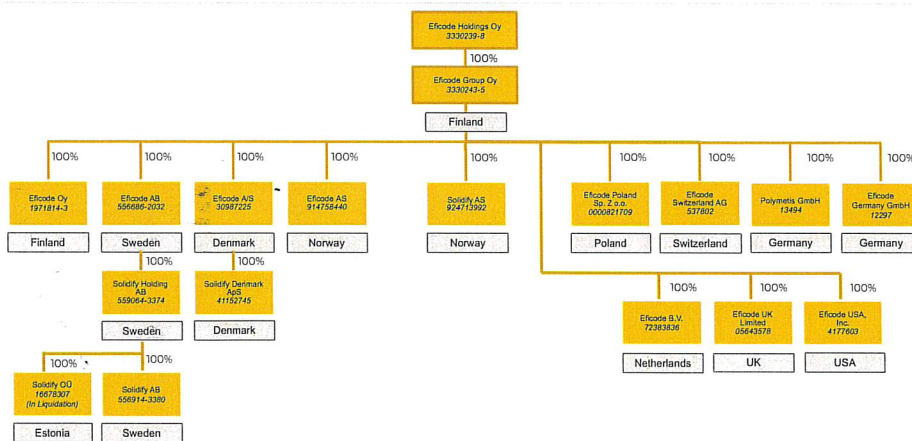 Eficode Holdings Oy
3330239-8
100%
Eficode Group Oy
3330243-5
Finland
100%
100%
100%
100%
100%
100%
100%
100%
100%
Eficode Oy
1971814-3
Finland
Eficode AB
556686-2032
Sweden
Eficode A/S
30987225
Denmark
Eficode AS
914758440
Norway
Solidify AS
924713992
Norway
Eficode Poland
Sp. Z o.o.
0000821709
Poland
Eficode
Switzerland AG
537802
Switzerland
Polymetis GmbH
13494
Germany
Eficode
Germany GmbH
12297
Germany
100%
100%
Solidify Holding
AB
559064-3374
Sweden
Solidify Denmark
ApS
41152745
Denmark
100%
100%
100%
Eficode B.V.
72383836
Netherlands
Eficode UK
Limited
05643578
UK
Eficode USA,
Inc.
4177603
USA
100%
100%
Solidify OÜ
16678307
(In Liquidation)
Estonia
Solidify AB
556914-3380
Sweden